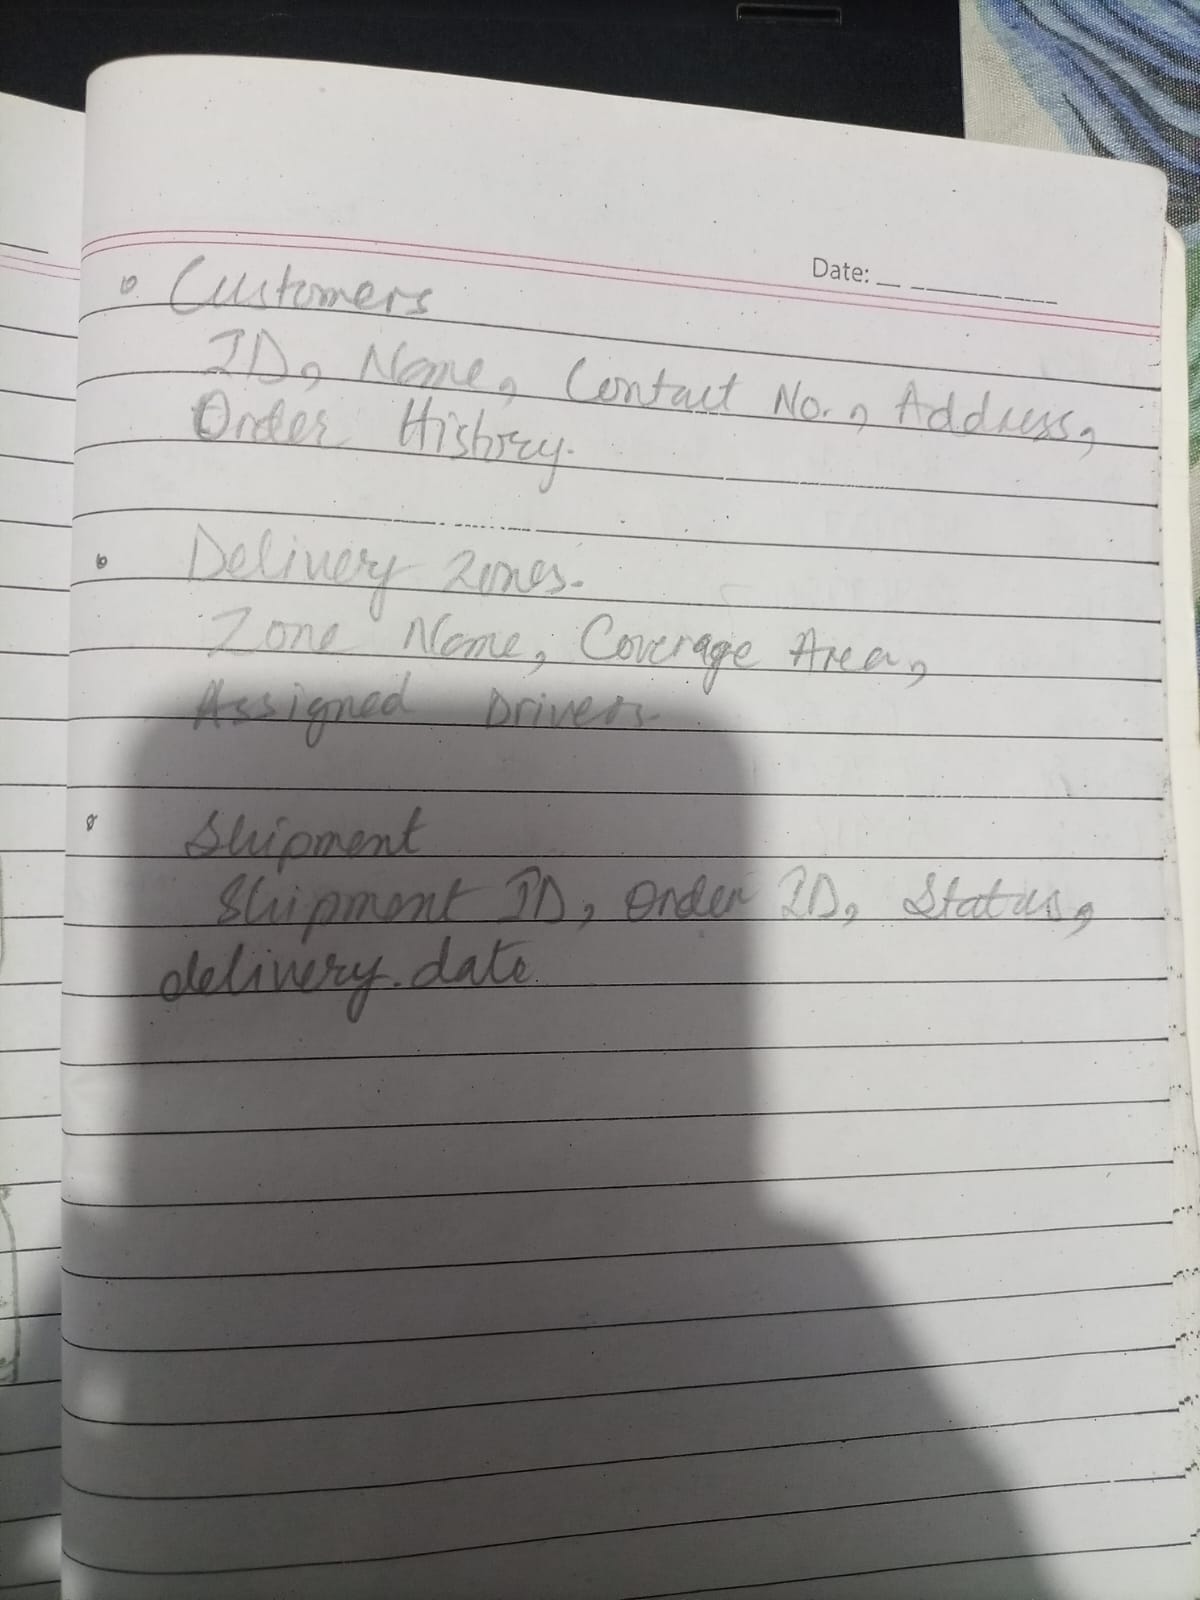 Date:
Customers
ID, Name, Contact No., Address,
Order History.
Delivery Zones.
Zone Name, Coverage Area,
Assigned Drivers.
Shipment
Shipment ID, Order ID, Status,
delivery date.